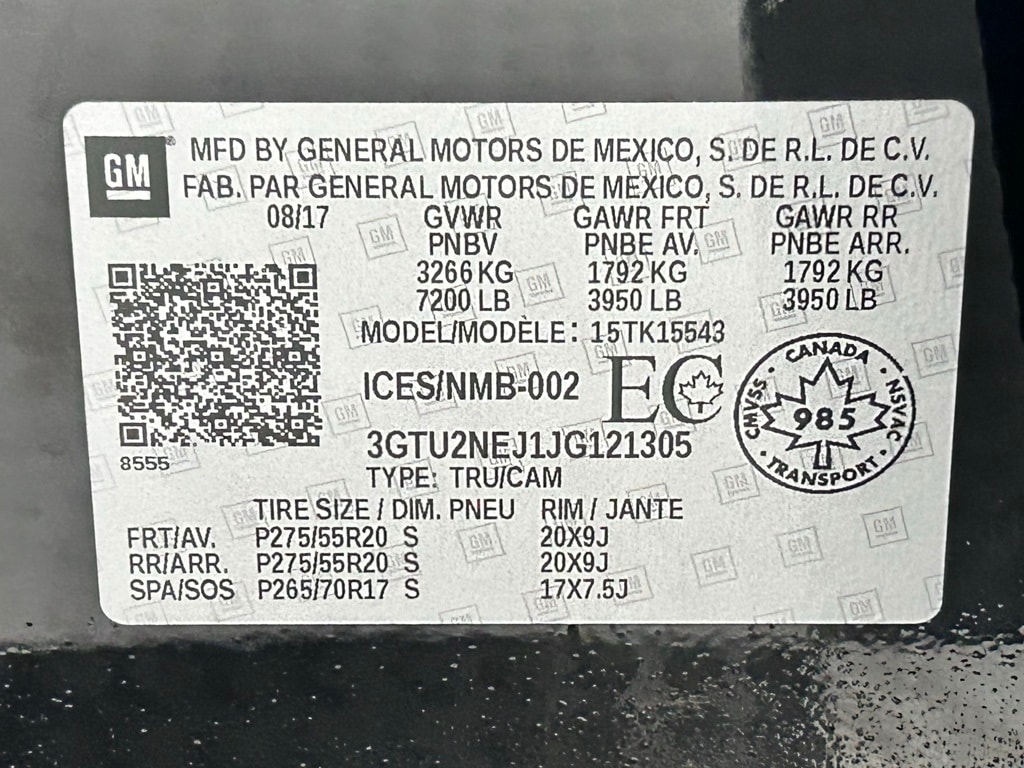 GM
MFD BY GENERAL MOTORS DE MEXICO, S. DE R.L. DE C.V.
FAB. PAR GENERAL MOTORS DE MEXICO, S. DE R.L. DE C.V.
08/17 GVWR GAWR FRT GAWR RR
PNBV PNBE AV. PNBE ARR.
3266 KG 1792 KG 1792 KG
7200 LB 3950 LB 3950 LB
MODEL/MODÈLE: 15TK15543
ICES/NMB-002 EC
CANADA
CMVSS · 985 · NSVAC
TRANSPORT
3GTU2NEJ1JG121305
8555
TYPE: TRU/CAM
TIRE SIZE / DIM. PNEU RIM / JANTE
FRT/AV. P275/55R20 S 20X9J
RR/ARR. P275/55R20 S 20X9J
SPA/SOS P265/70R17 S 17X7.5J